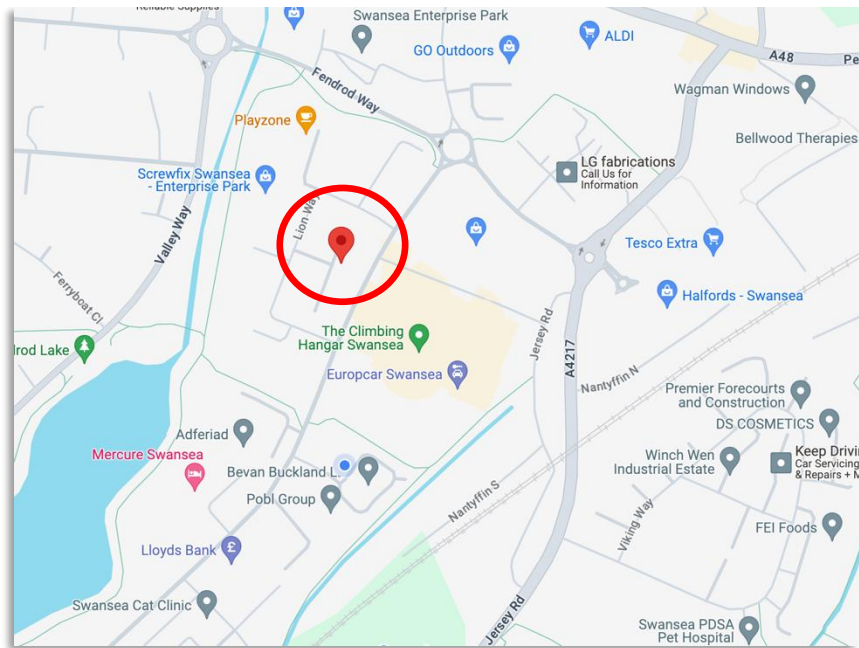 Reliable Supplies
Swansea Enterprise Park
GO Outdoors
ALDI
A48
Fendrod Way
Wagman Windows
Playzone
Bellwood Therapies
LG fabrications
Call Us for
Information
Screwfix Swansea
- Enterprise Park
Lion Way
Valley Way
Tesco Extra
Ferryboat Cl
Halfords - Swansea
The Climbing
Hangar Swansea
Jersey Rd
A4217
drod Lake
Europcar Swansea
Nantyffin N
Premier Forecourts
and Construction
DS COSMETICS
Adferiad
Mercure Swansea
Bevan Buckland L
Winch Wen
Industrial Estate
Keep Drivi
Car Servicing
& Repairs + M
Pobl Group
Nantyffin S
Viking Way
FEI Foods
Lloyds Bank
Swansea Cat Clinic
Jersey Rd
Swansea PDSA
Pet Hospital